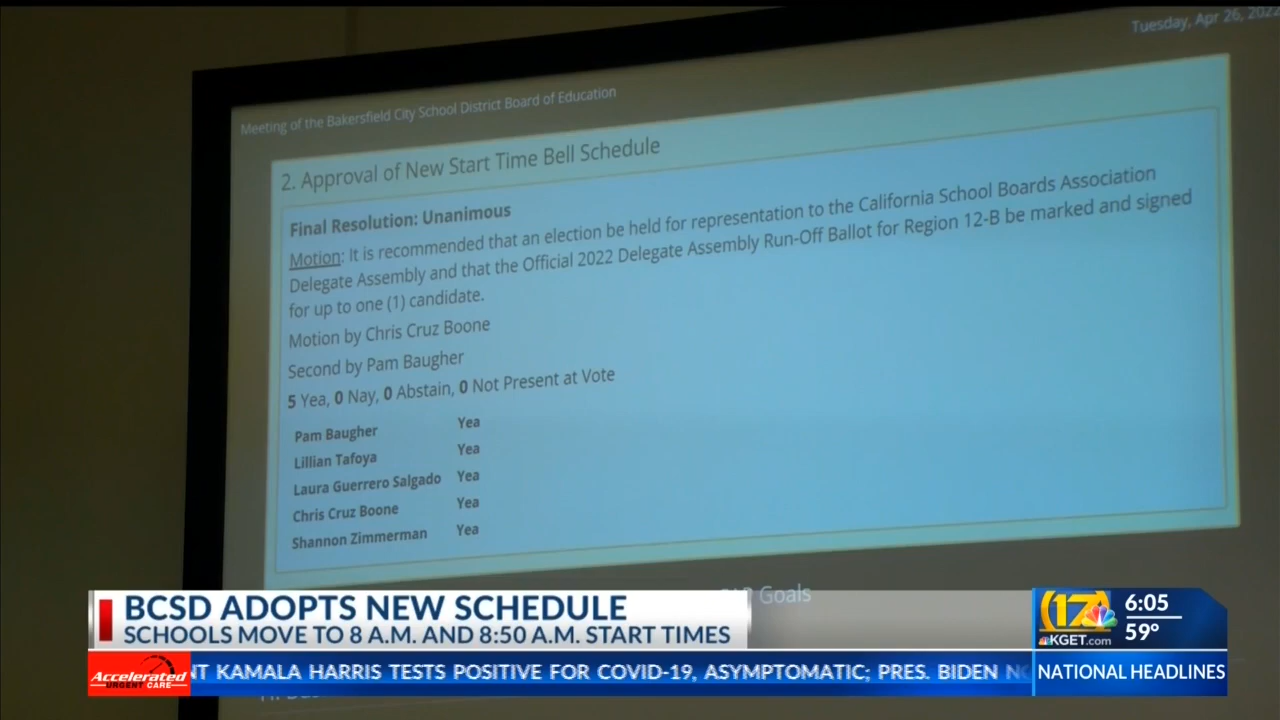 Tuesday, Apr 26, 2022
Meeting of the Bakersfield City School District Board of Education
2. Approval of New Start Time Bell Schedule
Final Resolution: Unanimous
Motion: It is recommended that an election be held for representation to the California School Boards Association
Delegate Assembly and that the Official 2022 Delegate Assembly Run-Off Ballot for Region 12-B be marked and signed
for up to one (1) candidate.
Motion by Chris Cruz Boone
Second by Pam Baugher
5 Yea, 0 Nay, 0 Abstain, 0 Not Present at Vote
Pam Baugher Yea
Lillian Tafoya Yea
Laura Guerrero Salgado Yea
Chris Cruz Boone Yea
Shannon Zimmerman Yea
Goals
BCSD ADOPTS NEW SCHEDULE
SCHOOLS MOVE TO 8 A.M. AND 8:50 A.M. START TIMES
17
KGET.com
6:05
59°
Accelerated
URGENT CARE
NT KAMALA HARRIS TESTS POSITIVE FOR COVID-19, ASYMPTOMATIC; PRES. BIDEN
NATIONAL HEADLINES